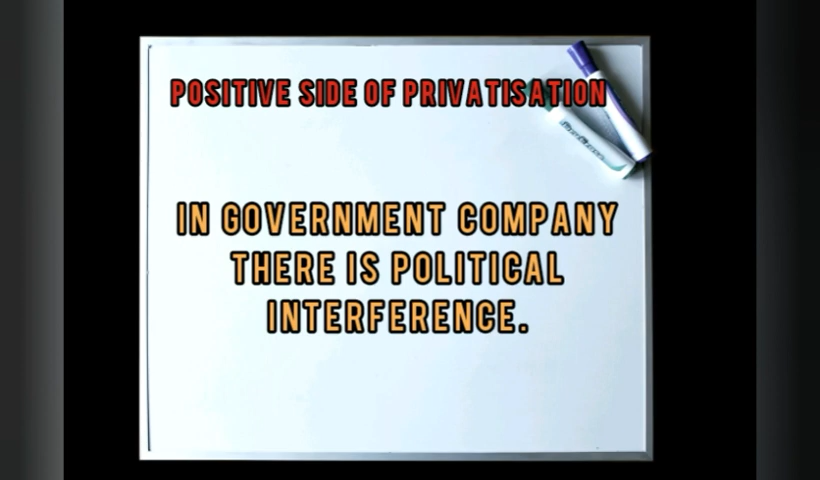 POSITIVE SIDE OF PRIVATISATION
IN GOVERNMENT COMPANY
THERE IS POLITICAL
INTERFERENCE.